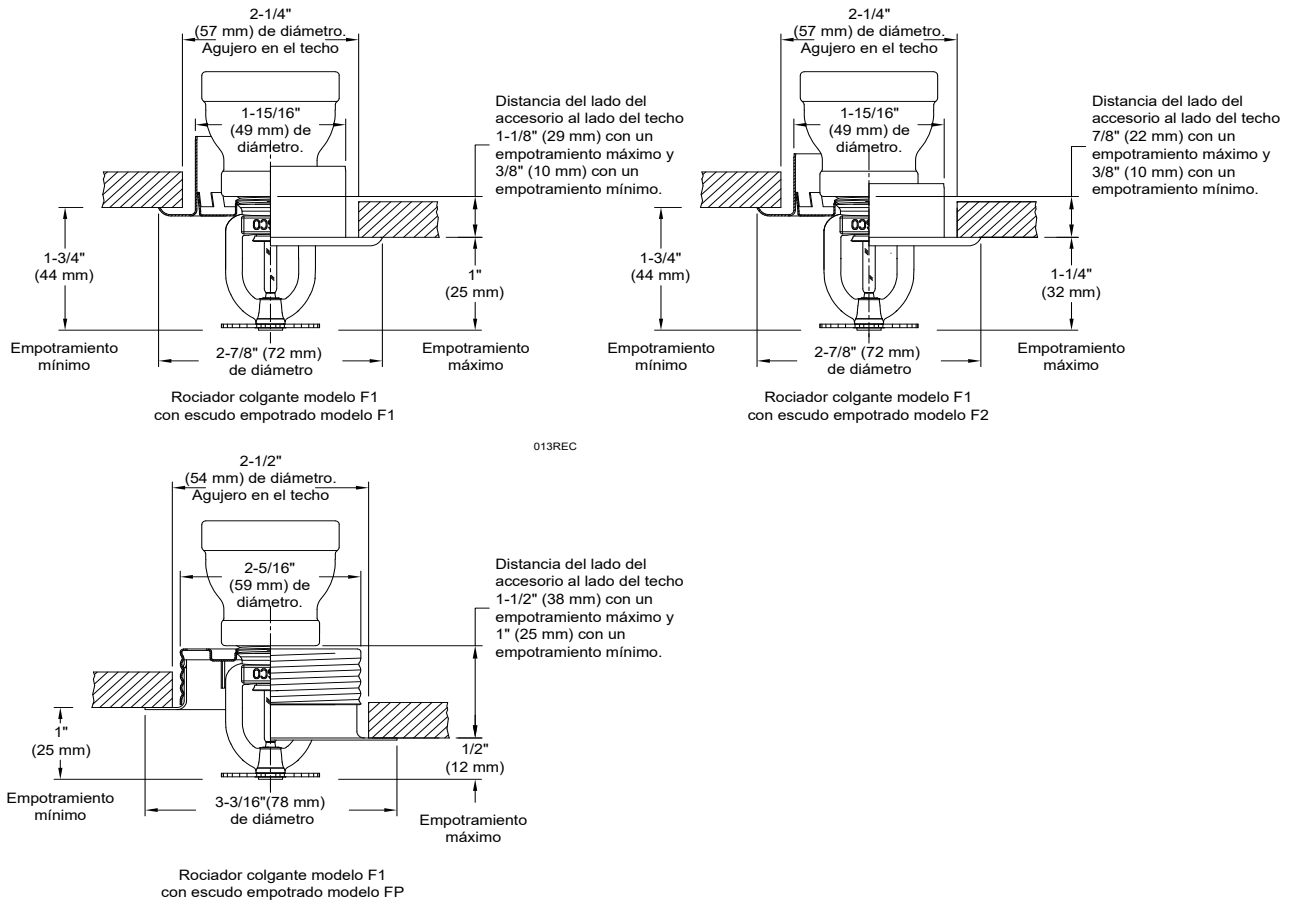 2-1/4"
(57 mm) de diámetro.
Agujero en el techo
1-15/16"
(49 mm) de
diámetro.
Distancia del lado del
accesorio al lado del techo
1-1/8" (29 mm) con un
empotramiento máximo y
3/8" (10 mm) con un
empotramiento mínimo.
1-3/4"
(44 mm)
1"
(25 mm)
Empotramiento
mínimo
2-7/8" (72 mm)
de diámetro
Empotramiento
máximo
Rociador colgante modelo F1
con escudo empotrado modelo F1
2-1/4"
(57 mm) de diámetro.
Agujero en el techo
1-15/16"
(49 mm) de
diámetro.
Distancia del lado del
accesorio al lado del techo
7/8" (22 mm) con un
empotramiento máximo y
3/8" (10 mm) con un
empotramiento mínimo.
1-3/4"
(44 mm)
1-1/4"
(32 mm)
Empotramiento
mínimo
2-7/8" (72 mm)
de diámetro
Empotramiento
máximo
Rociador colgante modelo F1
con escudo empotrado modelo F2
013REC
2-1/2"
(54 mm) de diámetro.
Agujero en el techo
2-5/16"
(59 mm) de
diámetro.
Distancia del lado del
accesorio al lado del techo
1-1/2" (38 mm) con un
empotramiento máximo y
1" (25 mm) con un
empotramiento mínimo.
1"
(25 mm)
1/2"
(12 mm)
Empotramiento
mínimo
3-3/16"(78 mm)
de diámetro
Empotramiento
máximo
Rociador colgante modelo F1
con escudo empotrado modelo FP